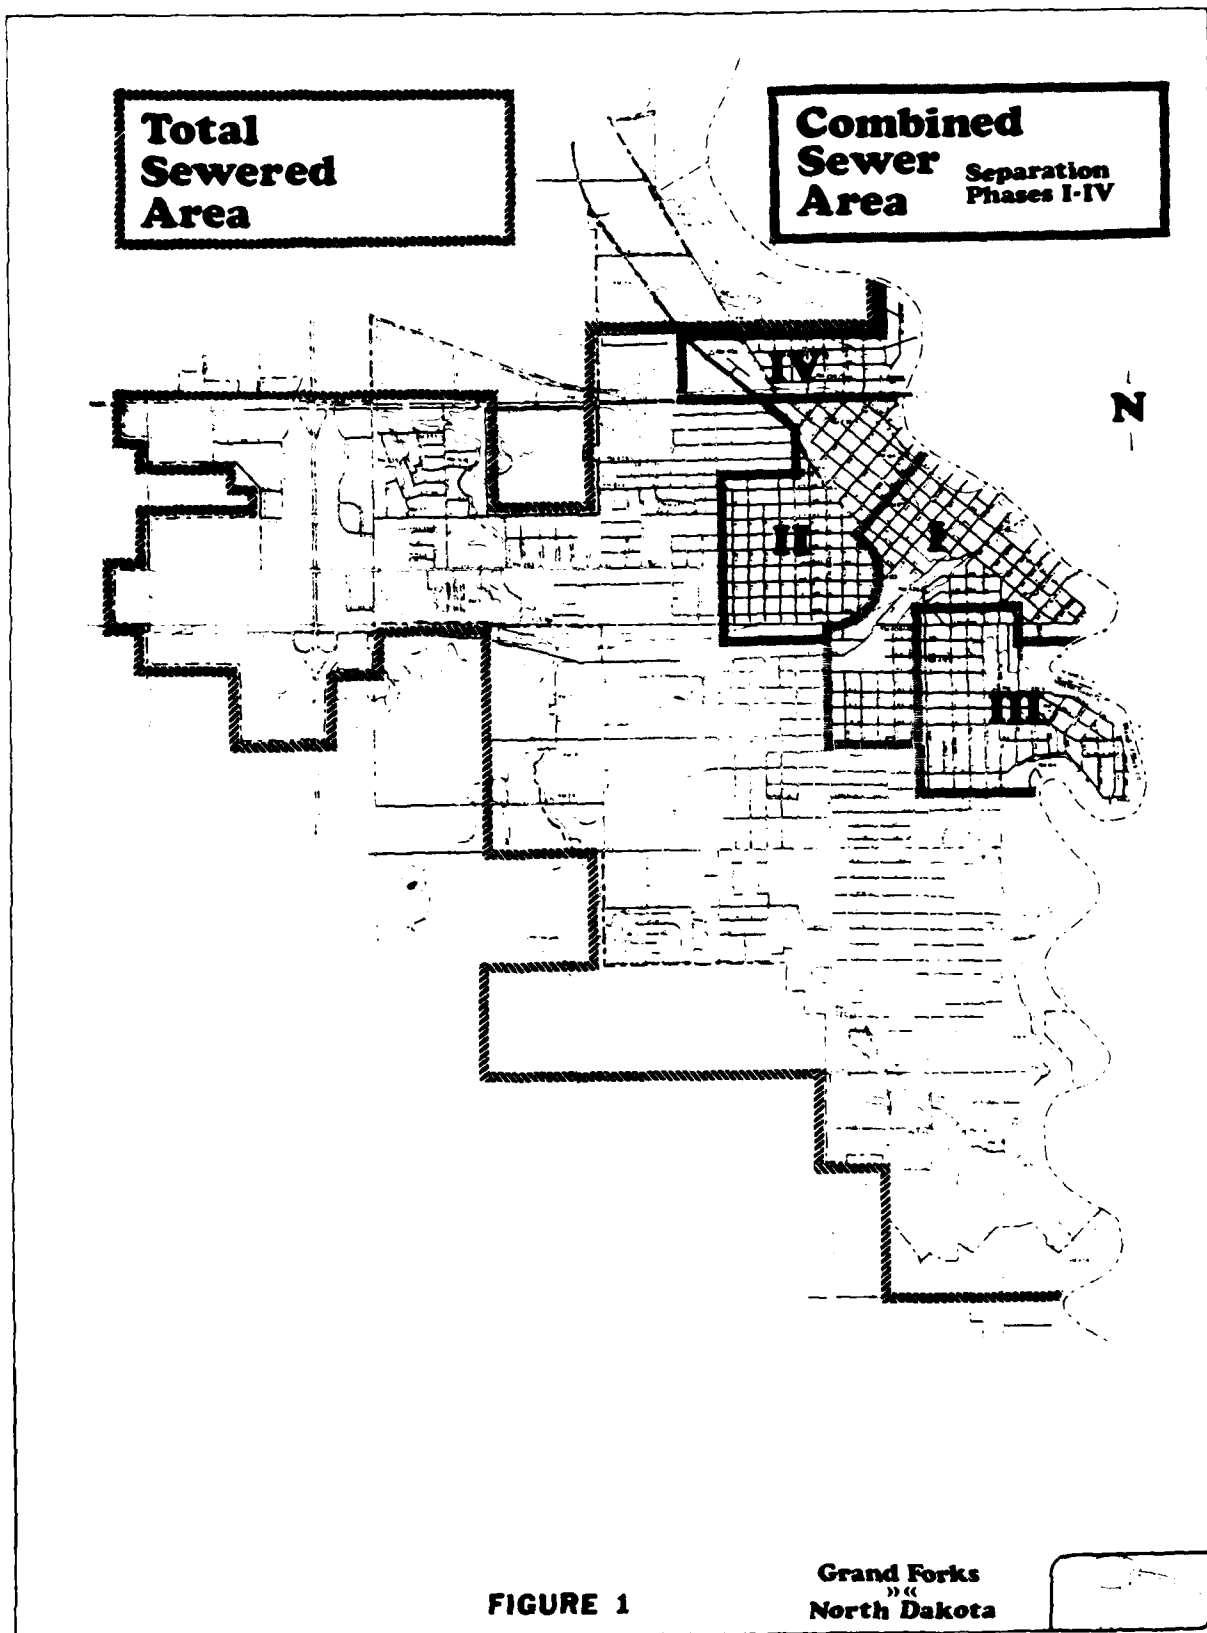 Total
Sewered
Area
Combined
Sewer
Area
Separation
Phases I-IV
IV
N
II
I
III
FIGURE 1
Grand Forks
»«
North Dakota